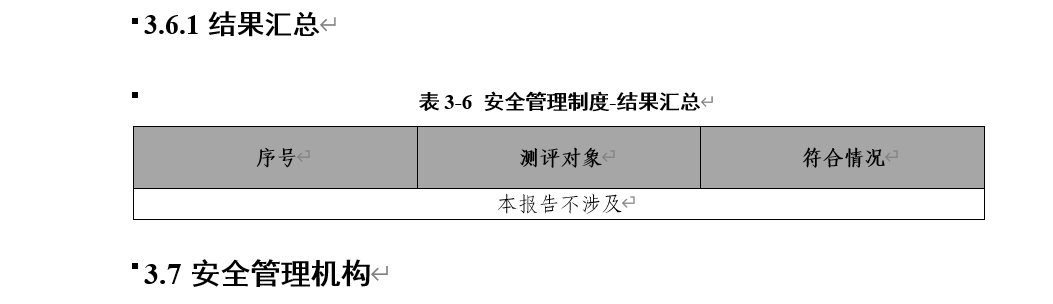 3.6.1 结果汇总
表 3-6 安全管理制度-结果汇总
序号 测评对象 符合情况
本报告不涉及
3.7 安全管理机构